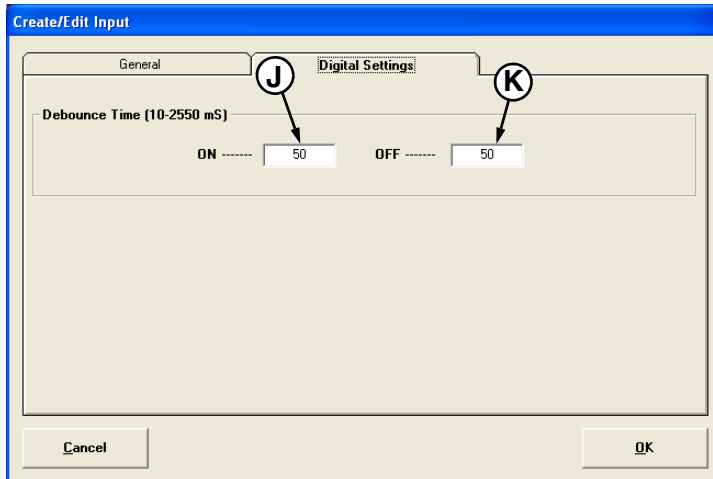 Create/Edit Input
General Digital Settings
J K
Debounce Time (10-2550 mS)
ON ------- 50 OFF ------- 50
Cancel OK